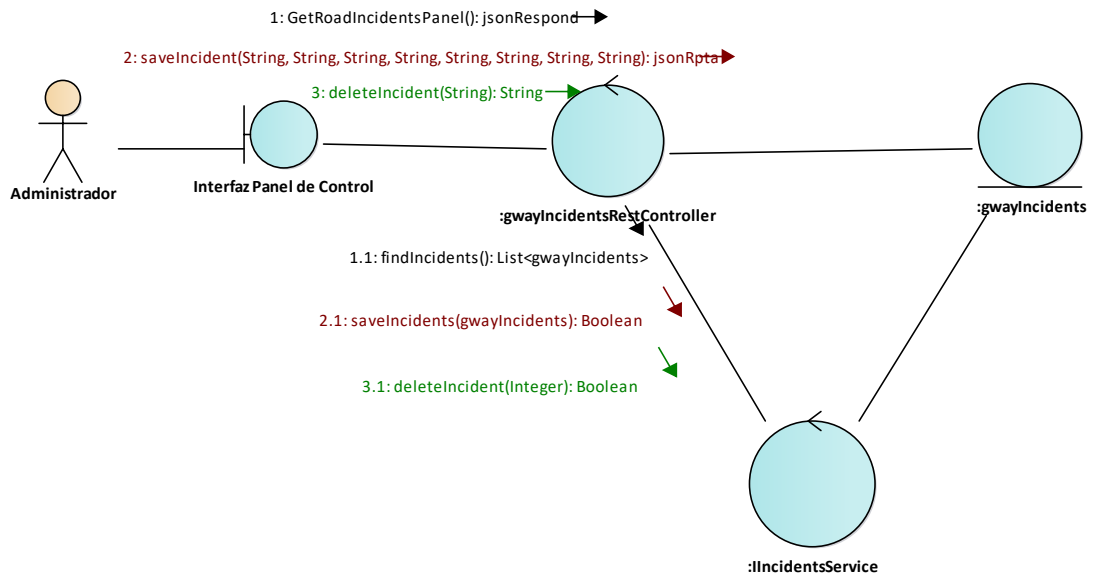 1: GetRoadIncidentsPanel(): jsonRespond
2: saveIncident(String, String, String, String, String, String, String, String): jsonRpta
3: deleteIncident(String): String
Administrador
Interfaz Panel de Control
:gwayIncidentsRestController
:gwayIncidents
1.1: findIncidents(): List<gwayIncidents>
2.1: saveIncidents(gwayIncidents): Boolean
3.1: deleteIncident(Integer): Boolean
:IIncidentsService